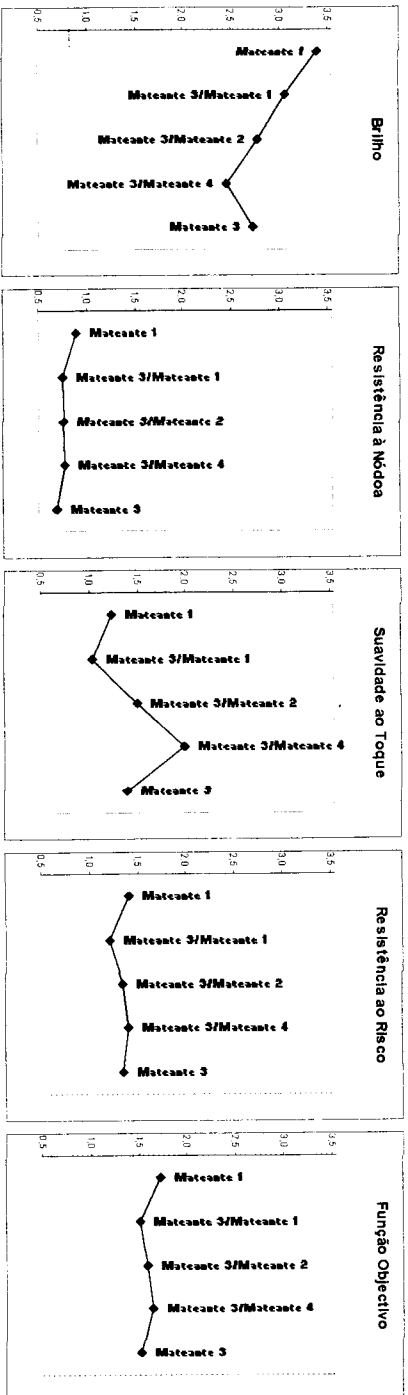 Brilho
3,5
3,0
2,5
2,0
1,5
1,0
0,5
Mateante 1
Mateante 3/Mateante 1
Mateante 3/Mateante 2
Mateante 3/Mateante 4
Mateante 3
Resistência à Nódoa
3,5
3,0
2,5
2,0
1,5
1,0
0,5
Mateante 1
Mateante 3/Mateante 1
Mateante 3/Mateante 2
Mateante 3/Mateante 4
Mateante 3
Suavidade ao Toque
3,5
3,0
2,5
2,0
1,5
1,0
0,5
Mateante 1
Mateante 3/Mateante 1
Mateante 3/Mateante 2
Mateante 3/Mateante 4
Mateante 3
Resistência ao Risco
3,5
3,0
2,5
2,0
1,5
1,0
0,5
Mateante 1
Mateante 3/Mateante 1
Mateante 3/Mateante 2
Mateante 3/Mateante 4
Mateante 3
Função Objectivo
3,5
3,0
2,5
2,0
1,5
1,0
0,5
Mateante 1
Mateante 3/Mateante 1
Mateante 3/Mateante 2
Mateante 3/Mateante 4
Mateante 3